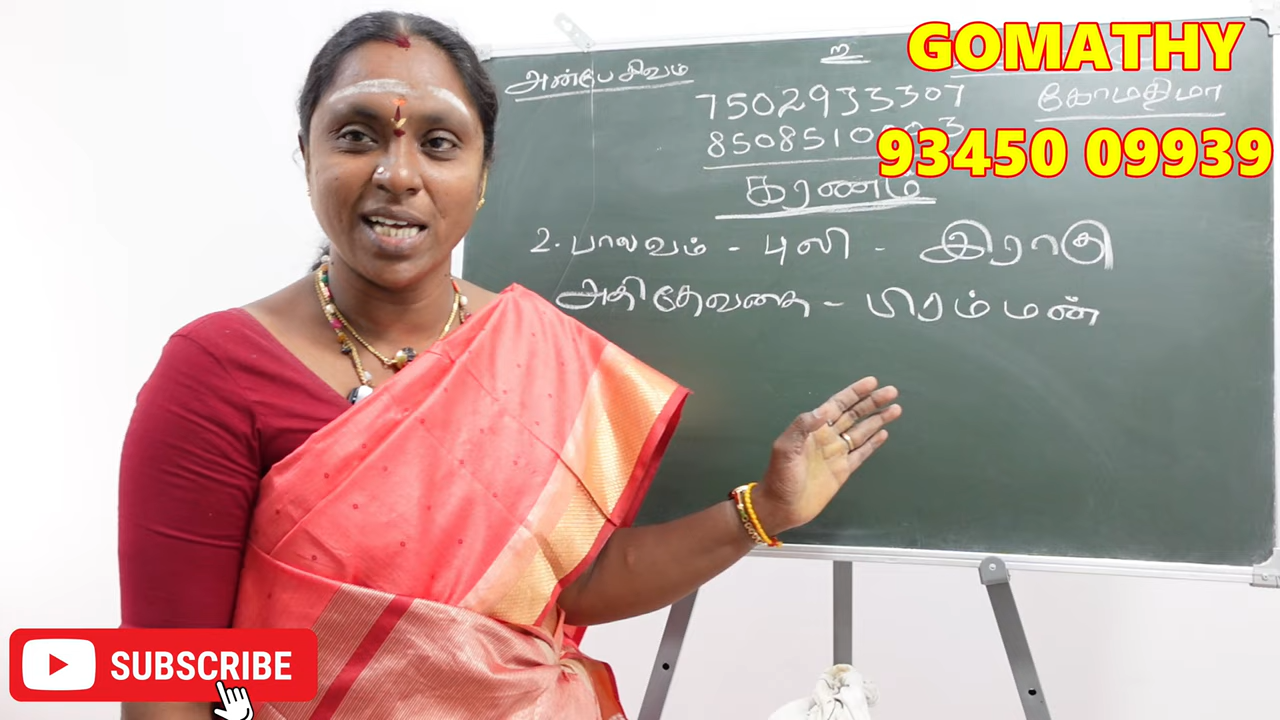 உ
GOMATHY
அன்பே சிவம்
7502933307
கோமதிமா
93450 09939
கரணம்
2. பாலவம் - புலி - இராகு
அதி தேவதை - பிரம்மன்
SUBSCRIBE